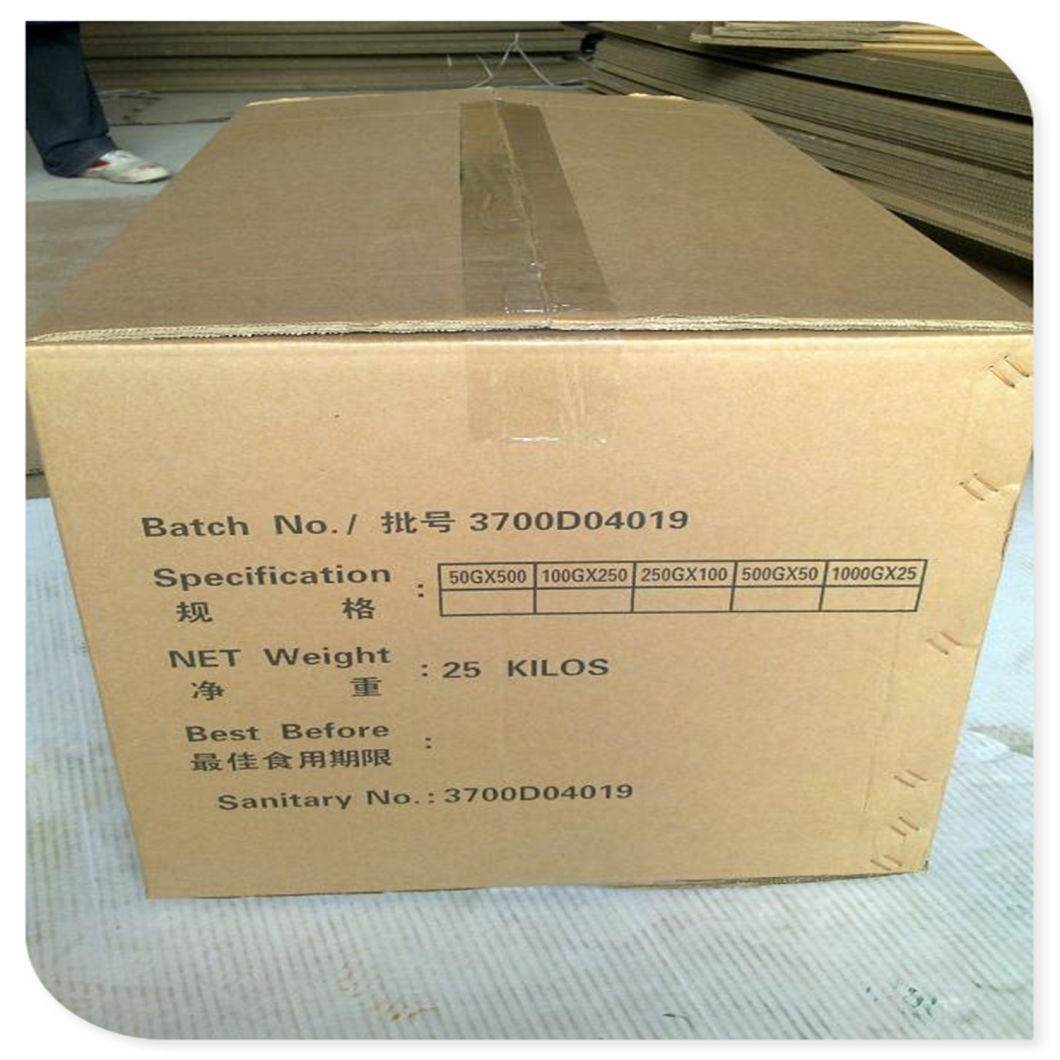 Batch No./ 批号 3700D04019
Specification 规格 : 50GX500 100GX250 250GX100 500GX50 1000GX25
NET Weight 净重 : 25 KILOS
Best Before 最佳食用期限 :
Sanitary No.: 3700D04019